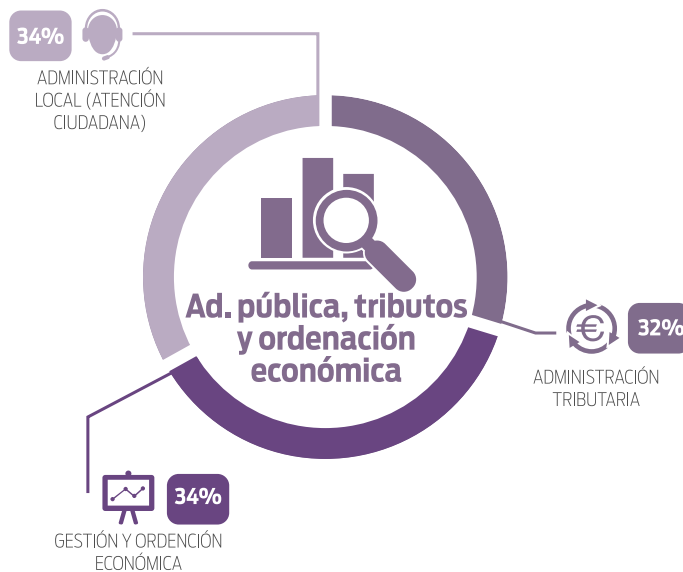 34%
ADMINISTRACIÓN
LOCAL (ATENCIÓN
CIUDADANA)
Ad. pública, tributos
y ordenación
económica
€
32%
ADMINISTRACIÓN
TRIBUTARIA
34%
GESTIÓN Y ORDENCIÓN
ECONÓMICA